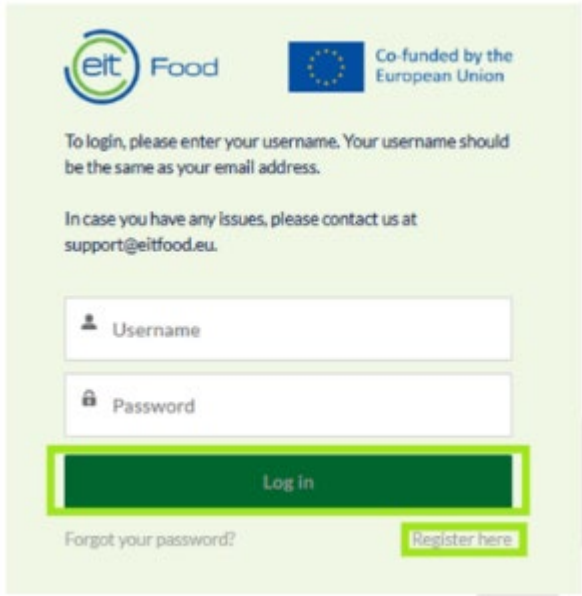 eit Food
Co-funded by the
European Union
To login, please enter your username. Your username should
be the same as your email address.
In case you have any issues, please contact us at
support@eitfood.eu.
Username
Password
Log in
Forgot your password?
Register here